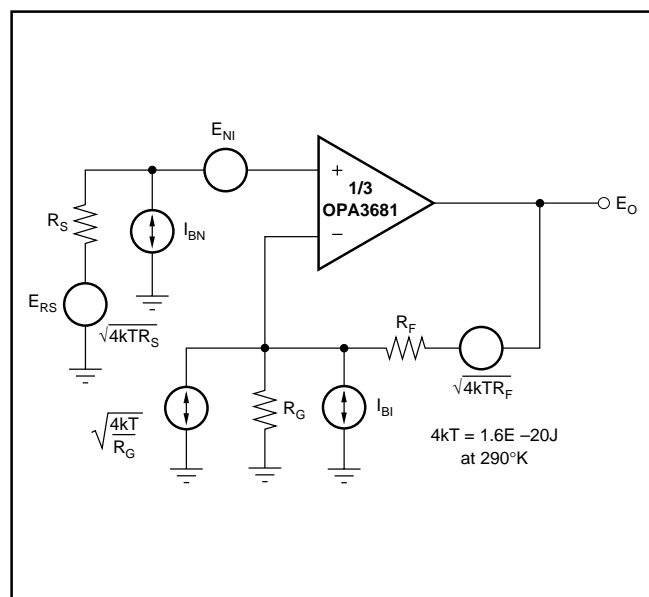 E_NI
+
1/3
OPA3681
−
E_O
R_S
I_BN
E_RS
√4kTR_S
R_F
√4kTR_F
√4kT/R_G
R_G
I_BI
4kT = 1.6E –20J
at 290°K